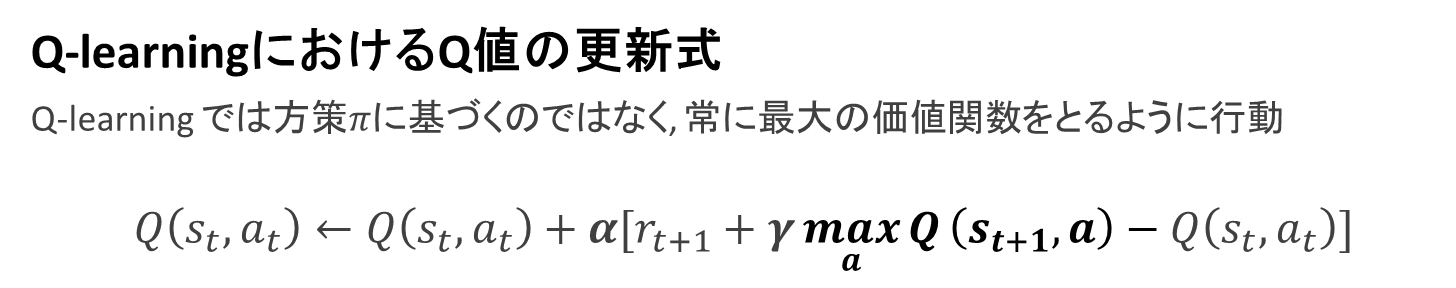 Q-learningにおけるQ値の更新式
Q-learning では方策πに基づくのではなく, 常に最大の価値関数をとるように行動
Q(s_t, a_t) ← Q(s_t, a_t) + α[r_{t+1} + γ max_a Q (s_{t+1}, a) − Q(s_t, a_t)]